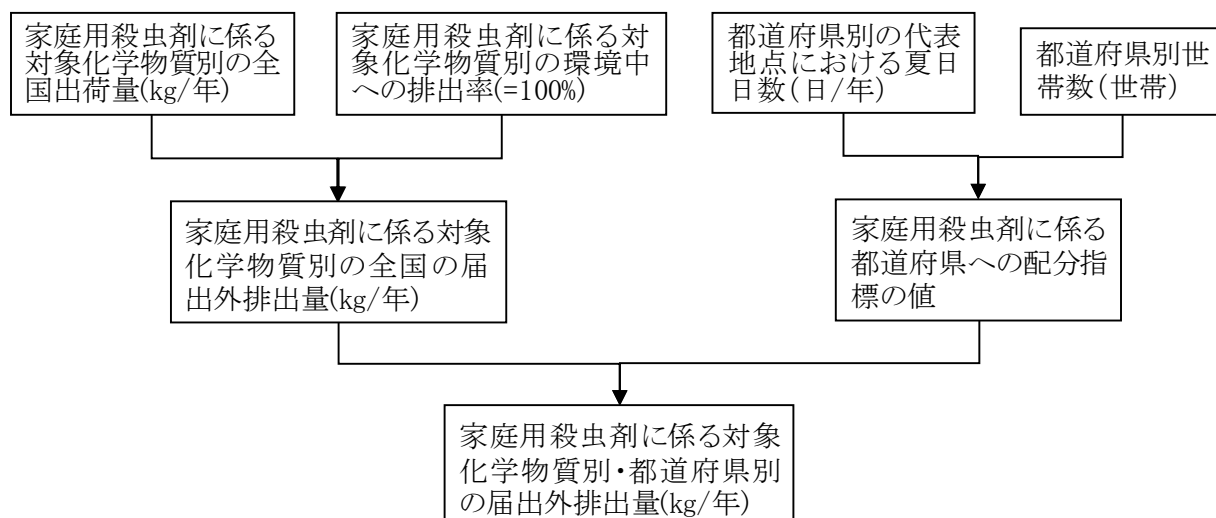 家庭用殺虫剤に係る
対象化学物質別の全
国出荷量(kg/年)
家庭用殺虫剤に係る対
象化学物質別の環境中
への排出率(=100%)
都道府県別の代表
地点における夏日
日数(日/年)
都道府県別世
帯数(世帯)
家庭用殺虫剤に係る対象
化学物質別の全国の届
出外排出量(kg/年)
家庭用殺虫剤に係る
都道府県への配分指
標の値
家庭用殺虫剤に係る対象
化学物質別・都道府県別
の届出外排出量(kg/年)